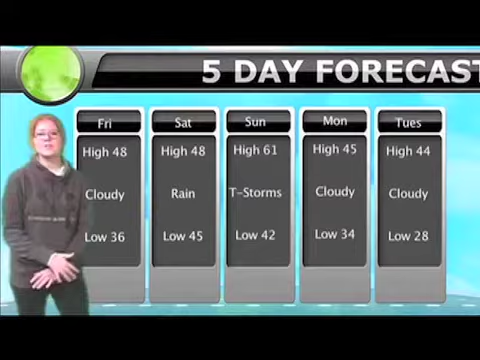 5 DAY FORECAST
Fri
High 48
Cloudy
Low 36
Sat
High 48
Rain
Low 45
Sun
High 61
T-Storms
Low 42
Mon
High 45
Cloudy
Low 34
Tues
High 44
Cloudy
Low 28